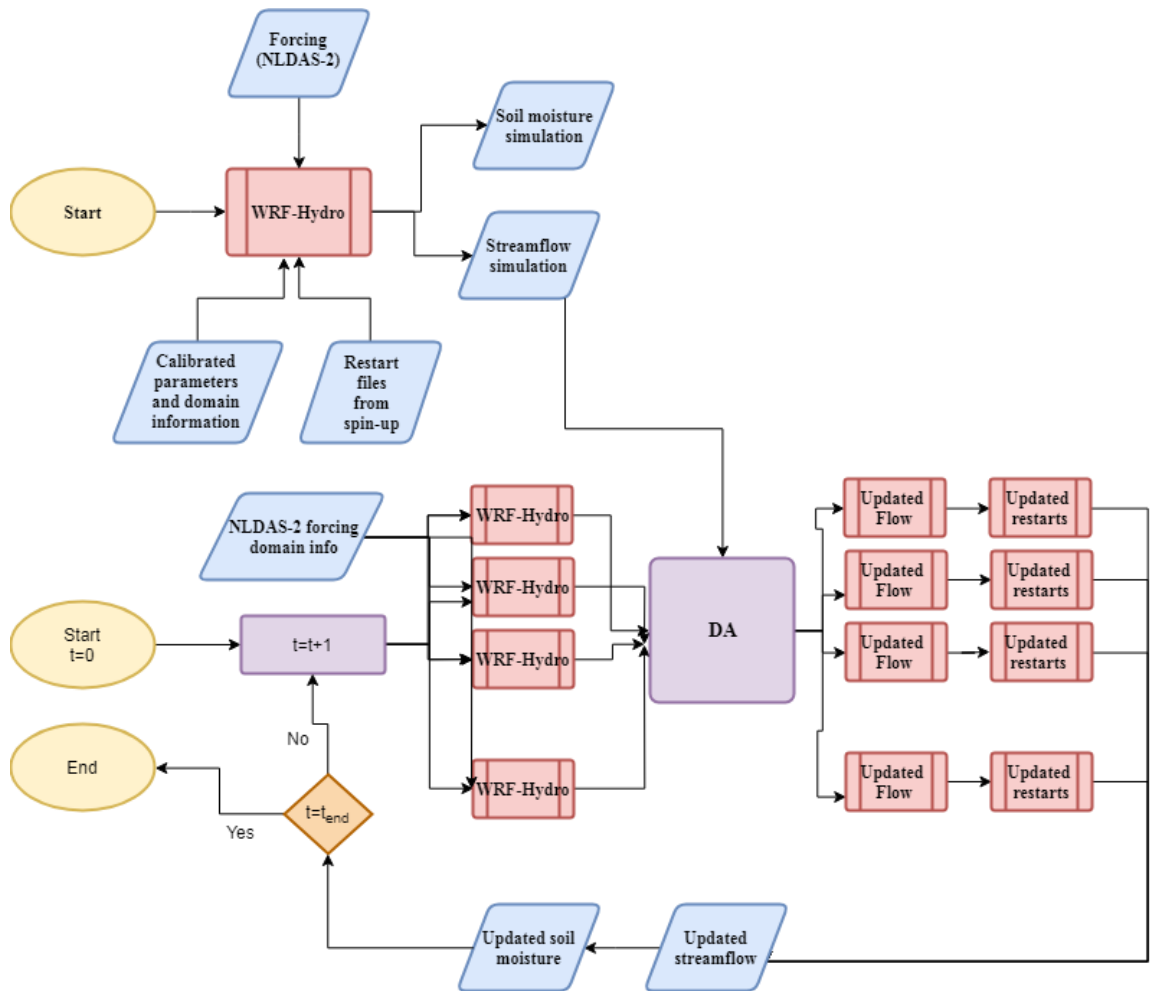 Forcing
(NLDAS-2)
Soil moisture
simulation
Start
WRF-Hydro
Streamflow
simulation
Calibrated
parameters
and domain
information
Restart
files
from
spin-up
NLDAS-2 forcing
domain info
WRF-Hydro
WRF-Hydro
WRF-Hydro
WRF-Hydro
DA
Updated
Flow
Updated
restarts
Updated
Flow
Updated
restarts
Updated
Flow
Updated
restarts
Updated
Flow
Updated
restarts
Start
t=0
t=t+1
No
End
t=tend
Yes
Updated soil
moisture
Updated
streamflow